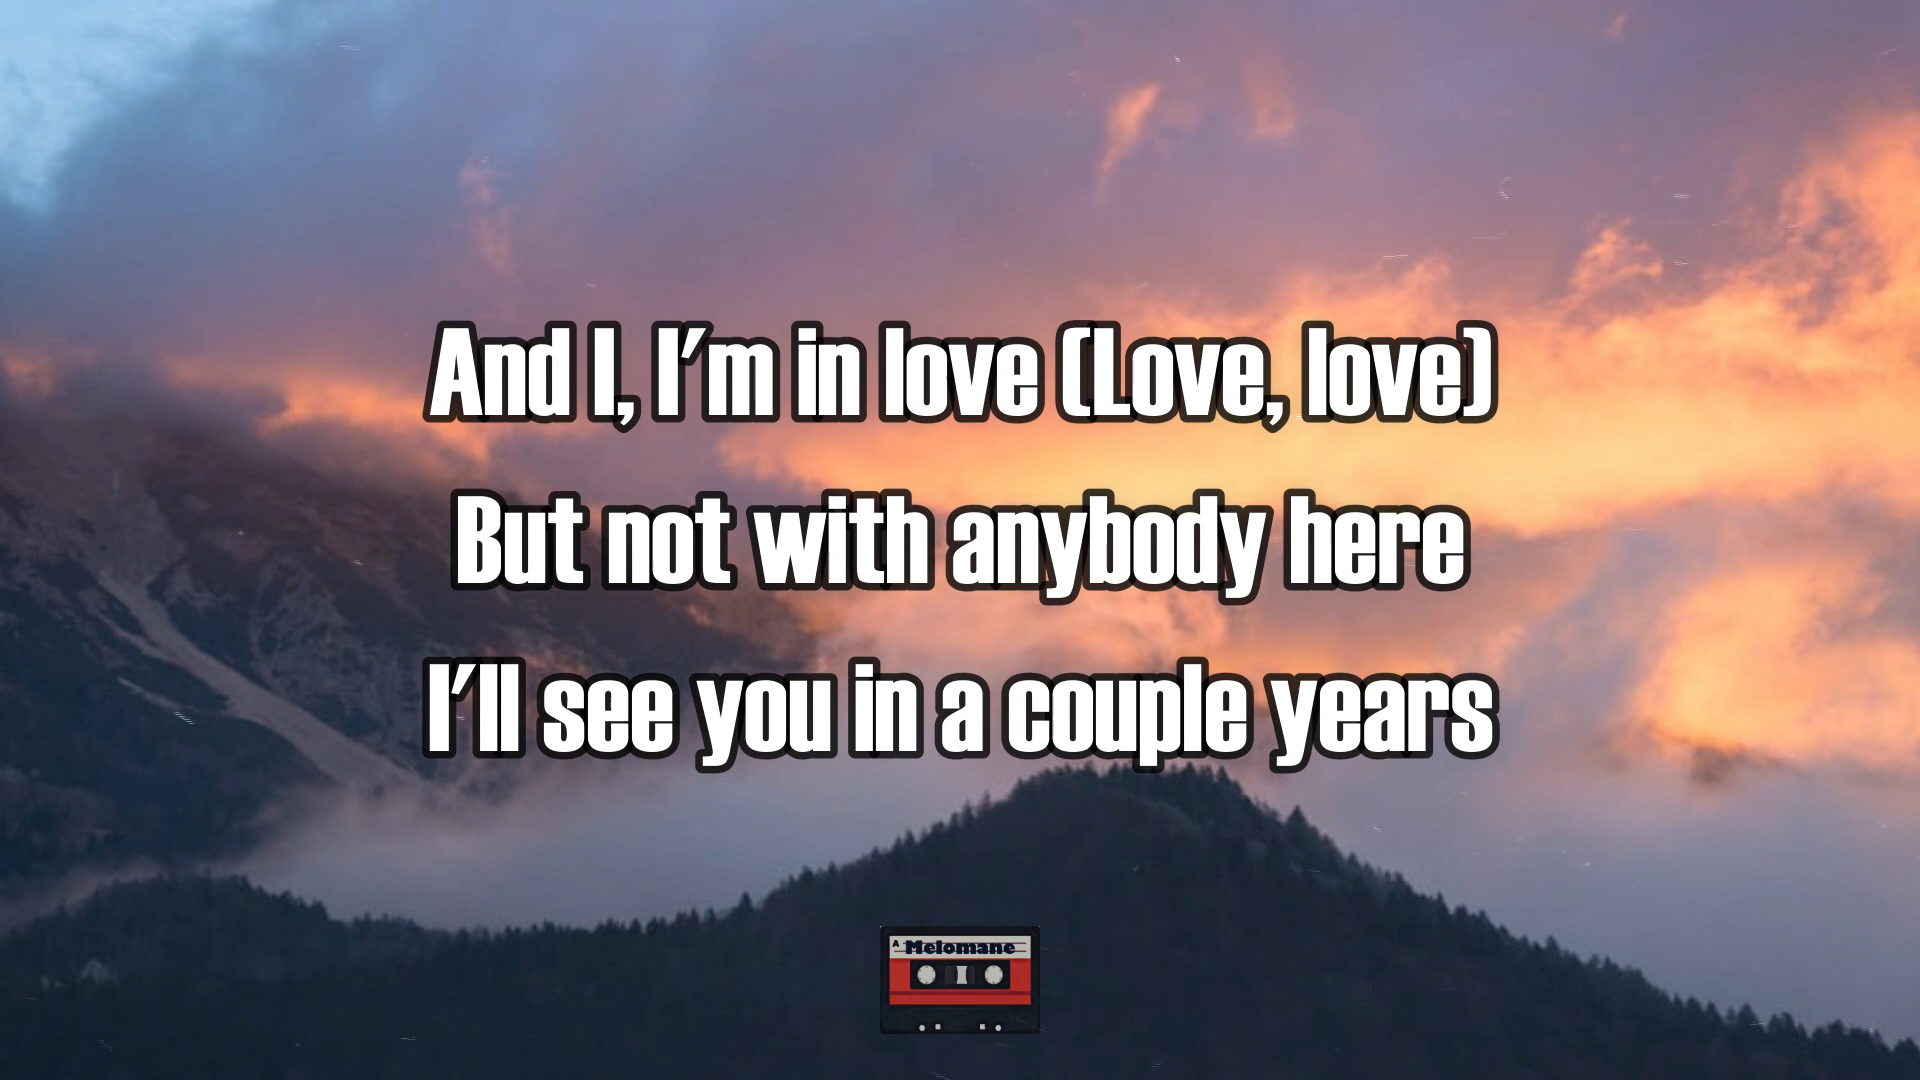 And I, I'm in love (Love, love)
But not with anybody here
I'll see you in a couple years
A Melomane